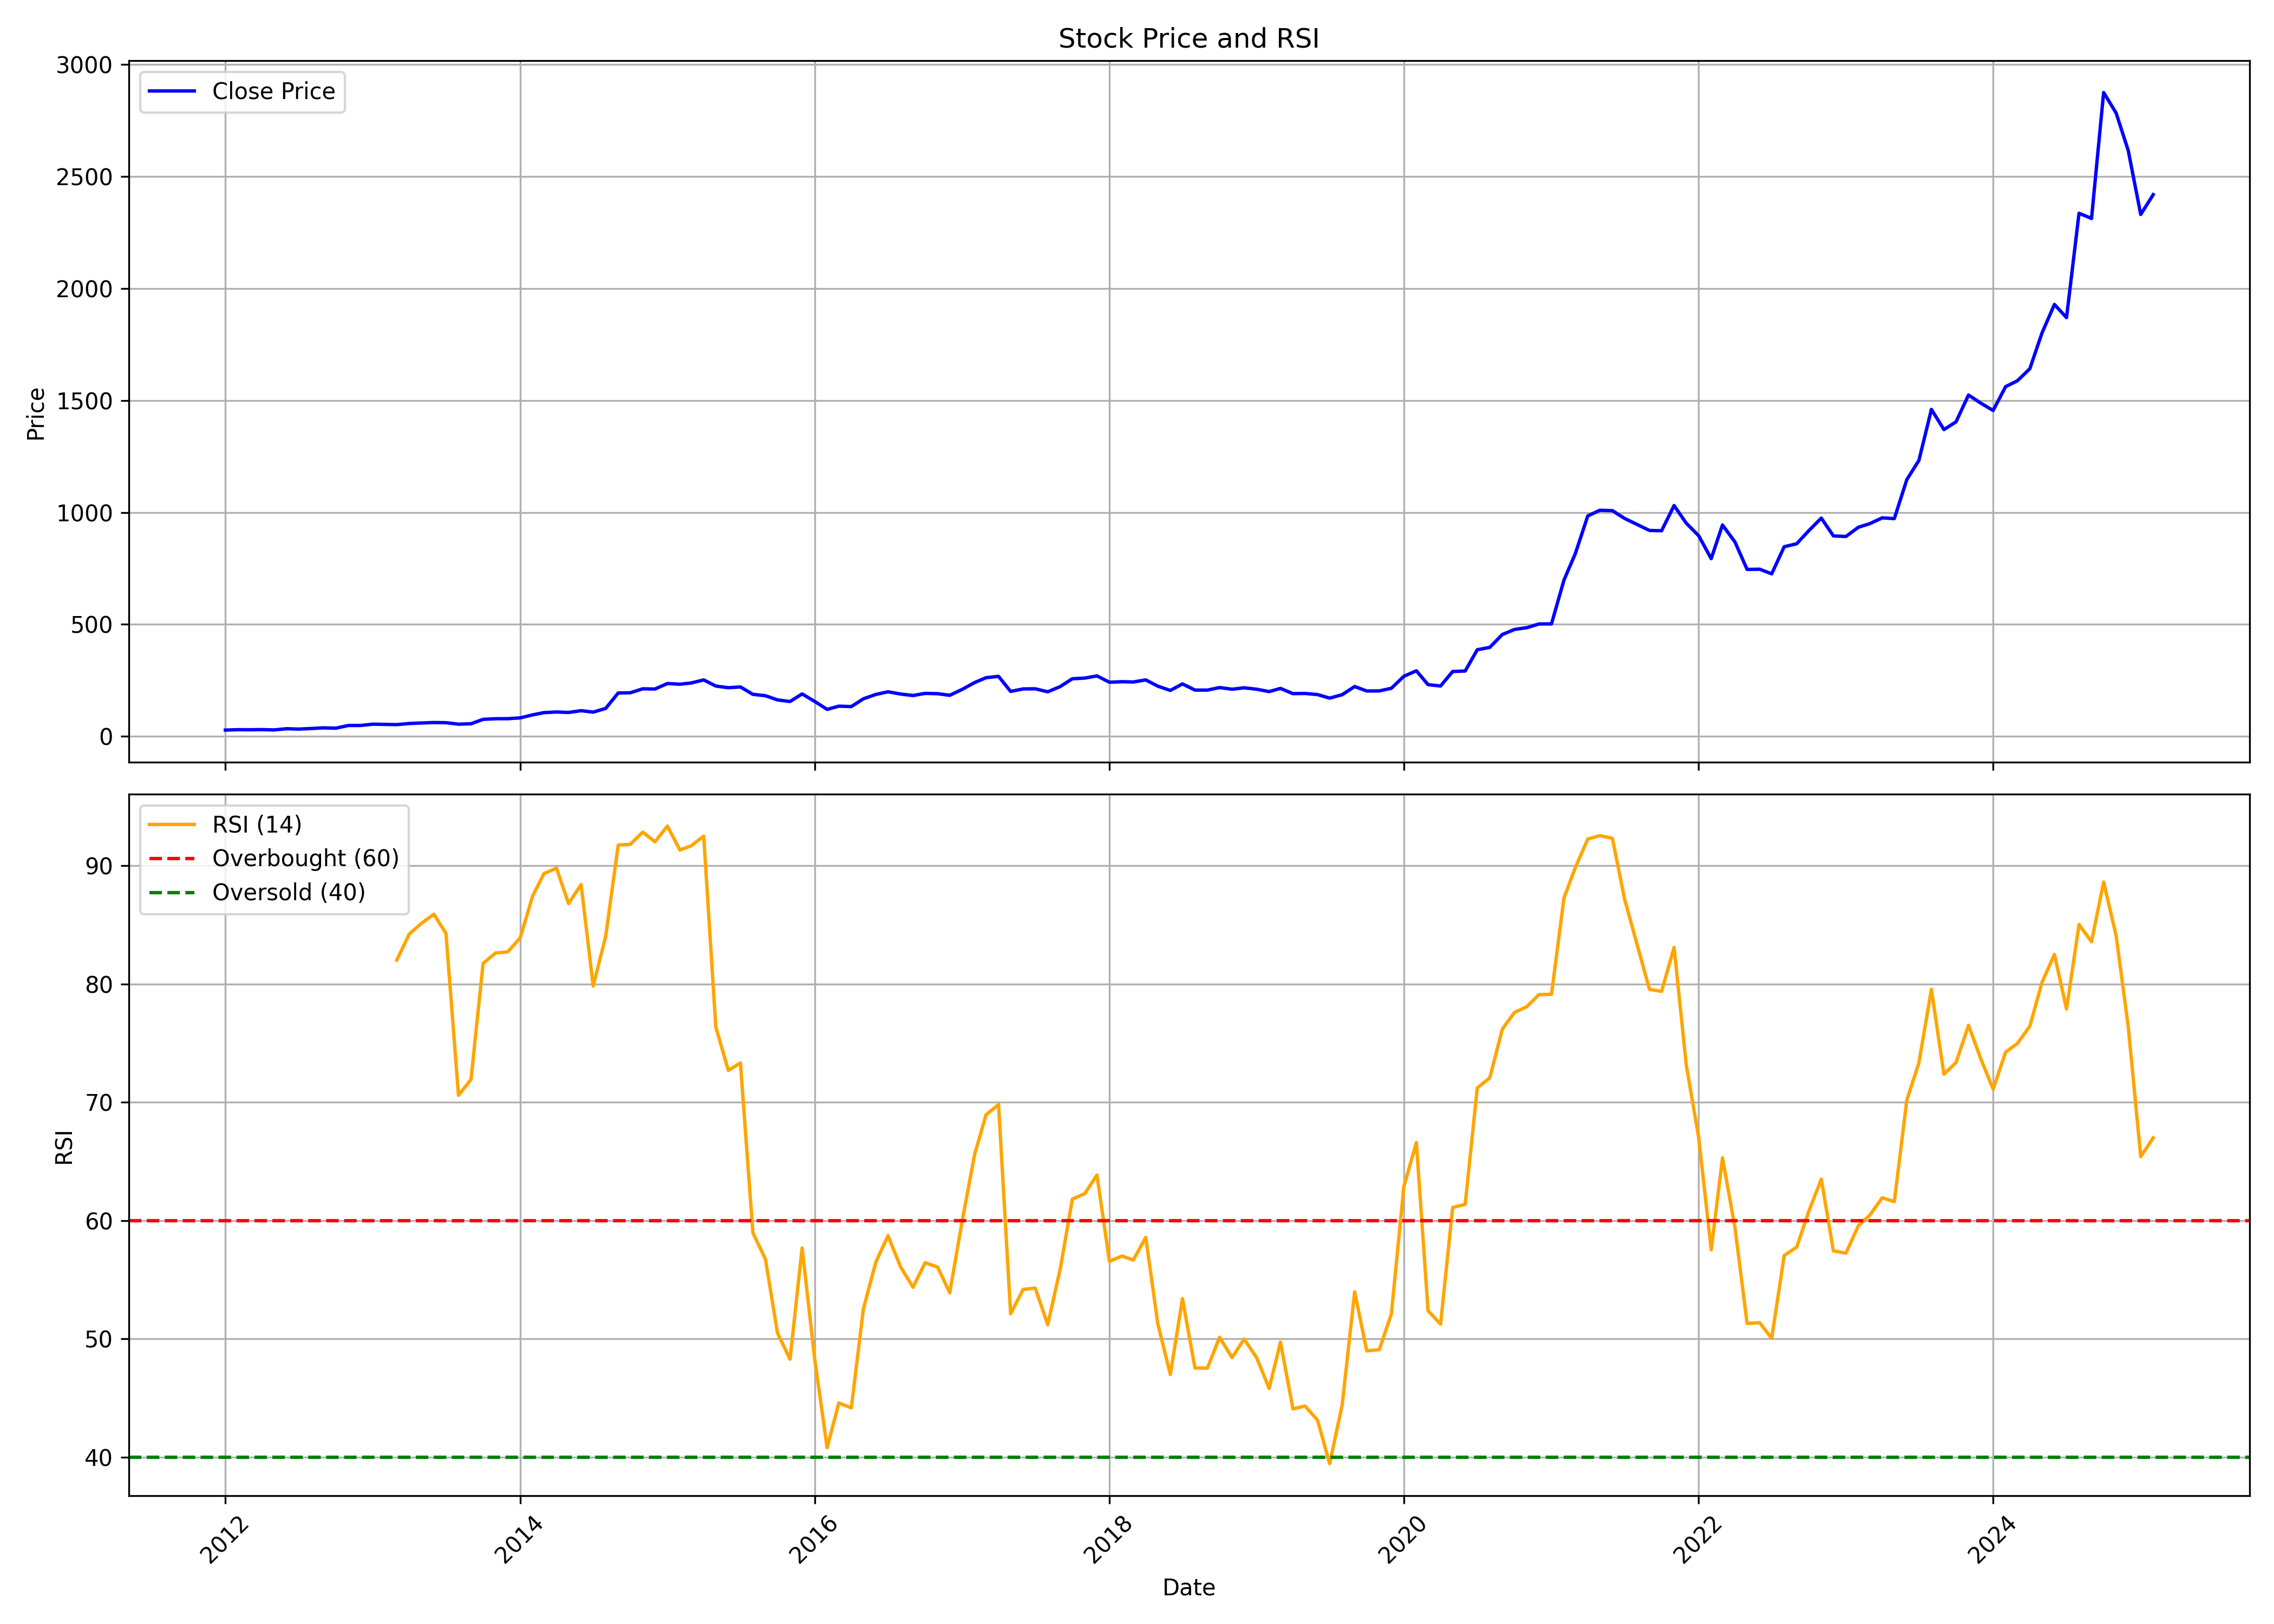 Stock Price and RSI
Close Price
3000
2500
2000
1500
1000
500
0
Price
RSI (14)
Overbought (60)
Oversold (40)
90
80
70
60
50
40
RSI
2012
2014
2016
2018
2020
2022
2024
Date